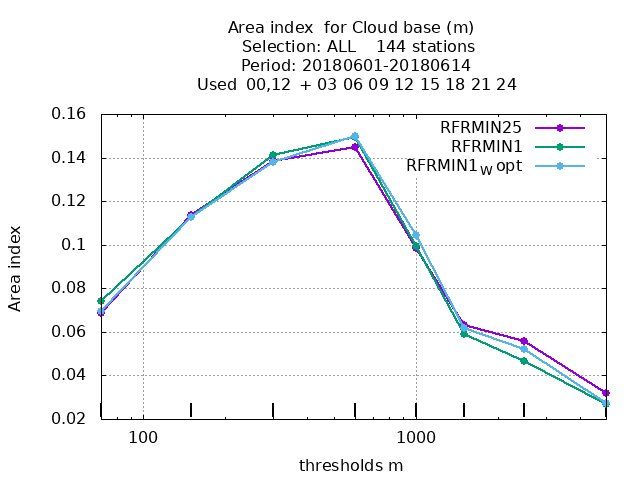 Area index  for Cloud base (m)
Selection: ALL    144 stations
Period: 20180601-20180614
Used  00,12  + 03 06 09 12 15 18 21 24
0.16
0.14
0.12
0.1
0.08
0.06
0.04
0.02
Area index
RFRMIN25
RFRMIN1
RFRMIN1W opt
100
1000
thresholds m